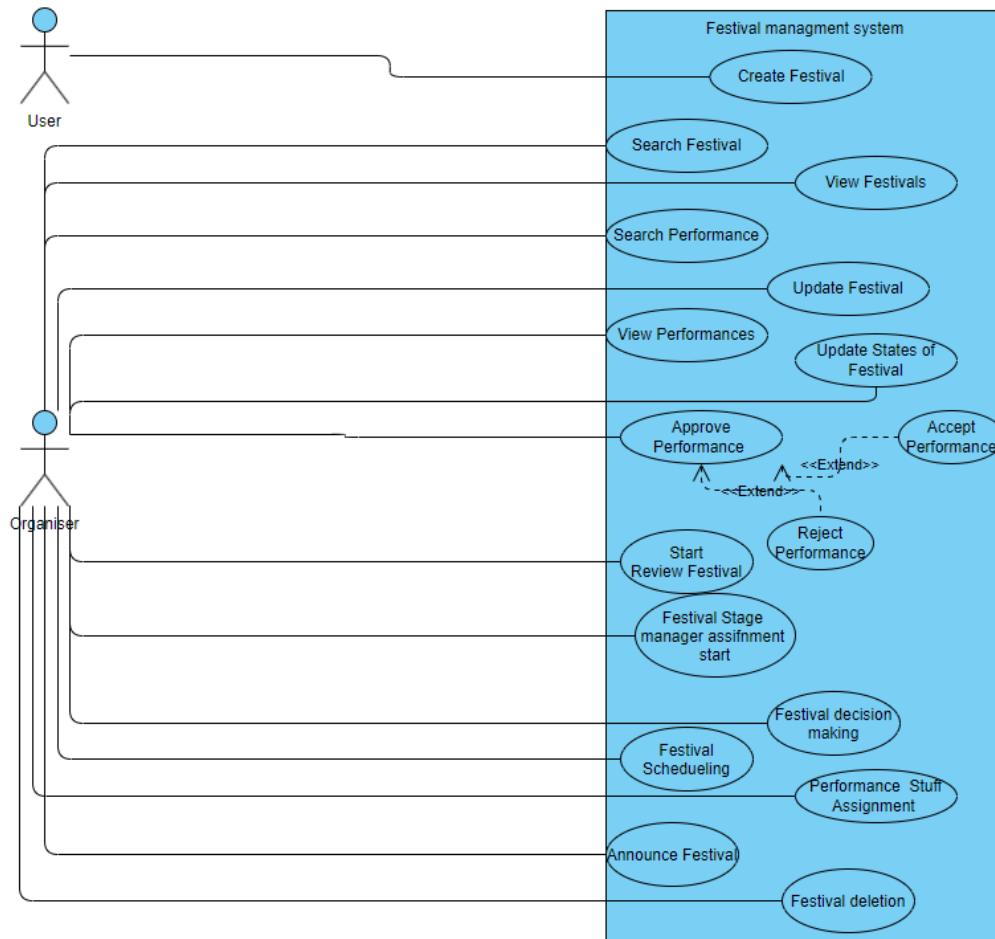 Festival managment system
Create Festival
User
Search Festival
View Festivals
Search Performance
Update Festival
View Performances
Update States of
Festival
Approve
Performance
Accept
Performance
<<Extend>>
<<Extend>>
Organiser
Reject
Performance
Start
Review Festival
Festival Stage
manager assifnment
start
Festival decision
making
Festival
Schedueling
Performance Stuff
Assignment
Announce Festival
Festival deletion